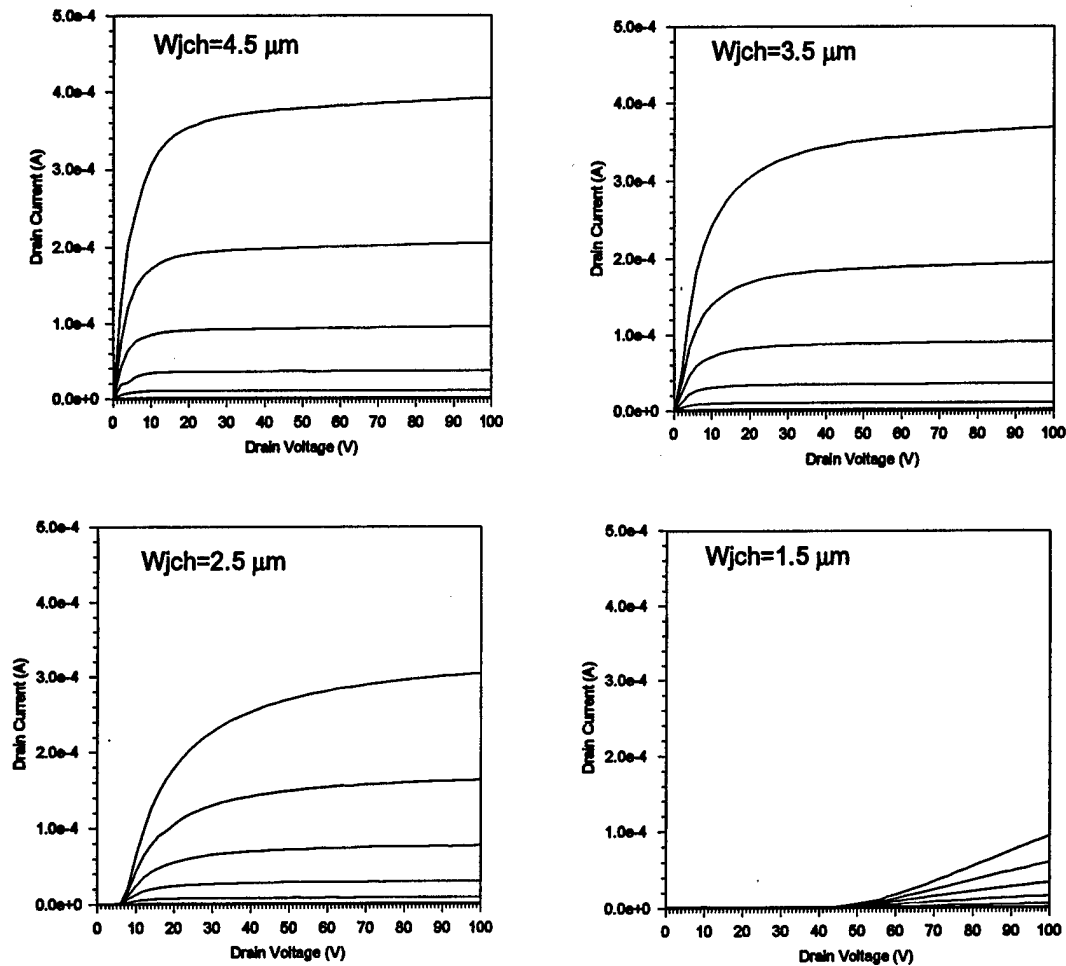 Wjch=4.5 μm
5.0e-4
4.0e-4
3.0e-4
2.0e-4
1.0e-4
0.0e+0
Drain Current (A)
0 10 20 30 40 50 60 70 80 90 100
Drain Voltage (V)
Wjch=3.5 μm
5.0e-4
4.0e-4
3.0e-4
2.0e-4
1.0e-4
0.0e+0
Drain Current (A)
0 10 20 30 40 50 60 70 80 90 100
Drain Voltage (V)
Wjch=2.5 μm
5.0e-4
4.0e-4
3.0e-4
2.0e-4
1.0e-4
0.0e+0
Drain Current (A)
0 10 20 30 40 50 60 70 80 90 100
Drain Voltage (V)
Wjch=1.5 μm
5.0e-4
4.0e-4
3.0e-4
2.0e-4
1.0e-4
0.0e+0
Drain Current (A)
0 10 20 30 40 50 60 70 80 90 100
Drain Voltage (V)